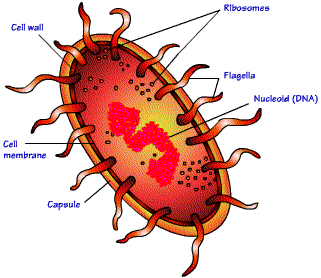 Ribosomes
Cell wall
Flagella
Nucleoid (DNA)
Cell
membrane
Capsule